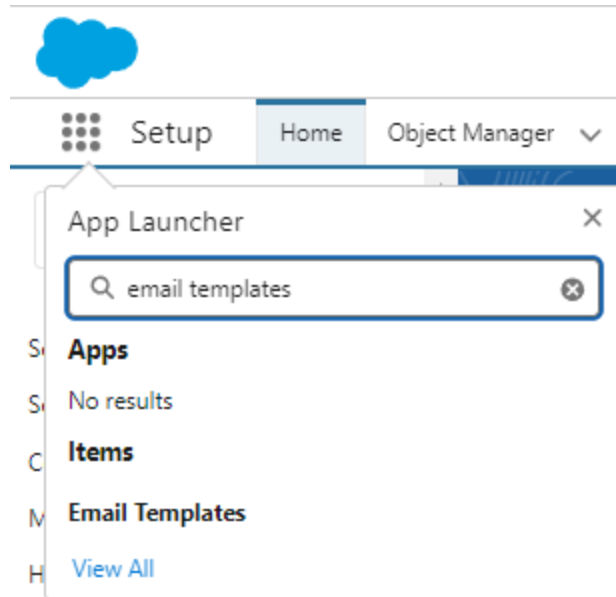 Setup
Home
Object Manager
App Launcher
email templates
Apps
No results
Items
Email Templates
View All